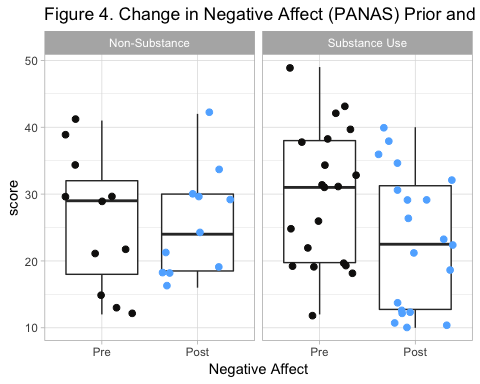 Figure 4. Change in Negative Affect (PANAS) Prior and
Non-Substance
Substance Use
50
40
30
20
10
score
Pre
Post
Pre
Post
Negative Affect